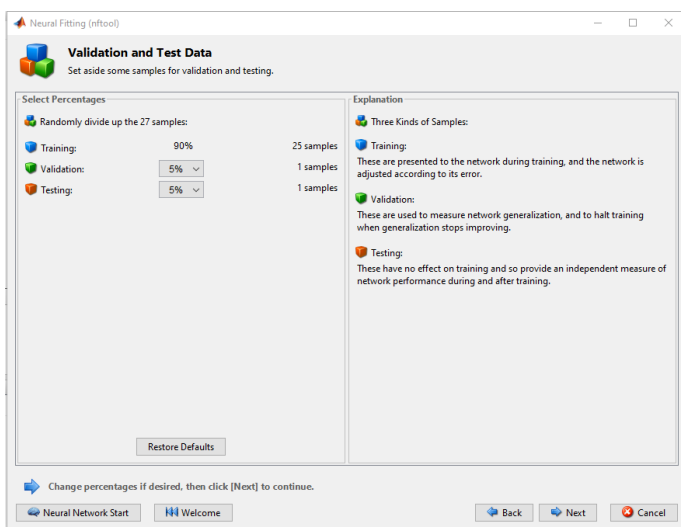 Neural Fitting (nftool)
Validation and Test Data
Set aside some samples for validation and testing.
Select Percentages
Randomly divide up the 27 samples:
Training: 90% 25 samples
Validation: 5% 1 samples
Testing: 5% 1 samples
Restore Defaults
Explanation
Three Kinds of Samples:
Training:
These are presented to the network during training, and the network is
adjusted according to its error.
Validation:
These are used to measure network generalization, and to halt training
when generalization stops improving.
Testing:
These have no effect on training and so provide an independent measure of
network performance during and after training.
Change percentages if desired, then click [Next] to continue.
Neural Network Start Welcome Back Next Cancel